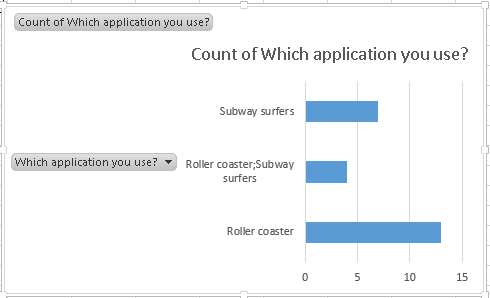 Count of Which application you use?
Count of Which application you use?
Subway surfers
Which application you use?
Roller coaster;Subway
surfers
Roller coaster
0 5 10 15